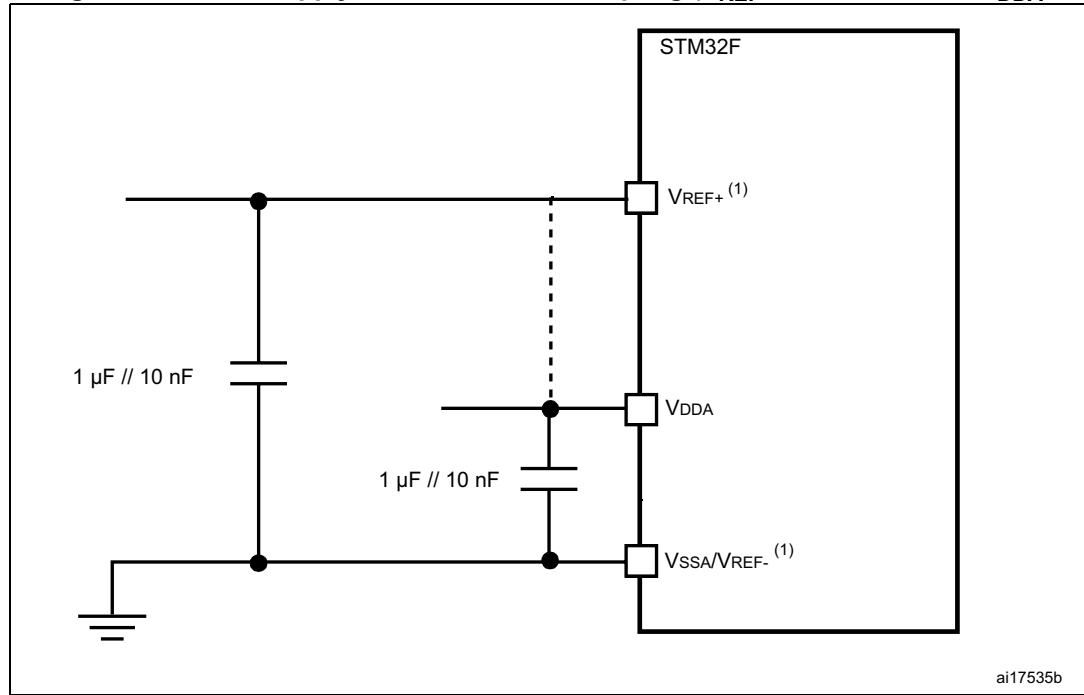 STM32F
VREF+ (1)
1 µF // 10 nF
VDDA
1 µF // 10 nF
VSSA/VREF- (1)
ai17535b